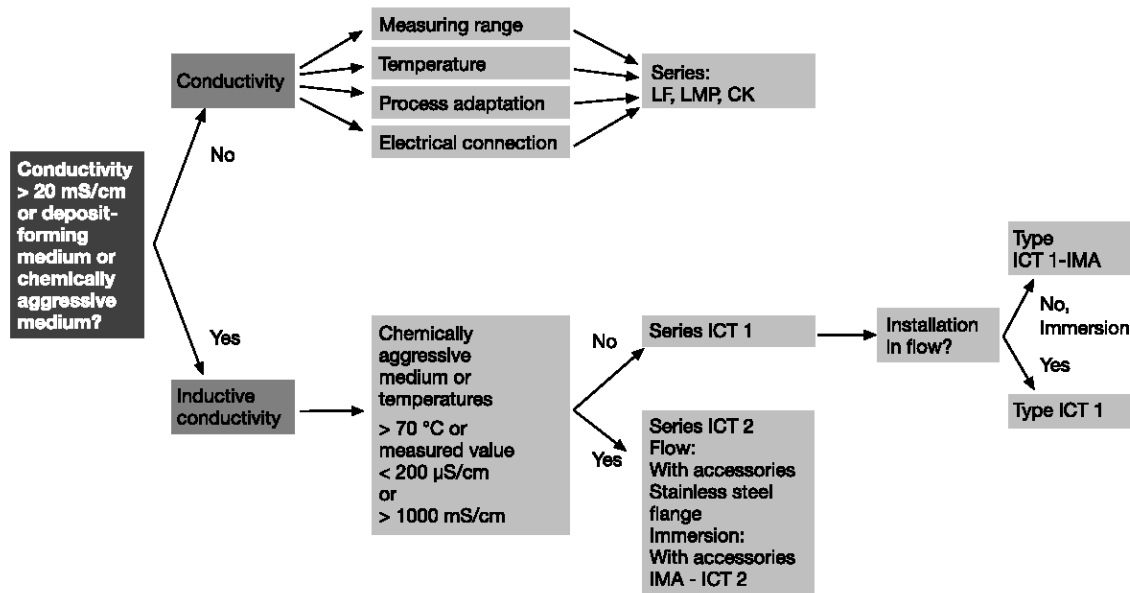 Conductivity
> 20 mS/cm
or deposit-
forming
medium or
chemically
aggressive
medium?
No
Yes
Conductivity
Measuring range
Temperature
Process adaptation
Electrical connection
Series:
LF, LMP, CK
Inductive
conductivity
Chemically
aggressive
medium or
temperatures
> 70 °C or
measured value
< 200 µS/cm
or
> 1000 mS/cm
No
Yes
Series ICT 1
Series ICT 2
Flow:
With accessories
Stainless steel
flange
Immersion:
With accessories
IMA - ICT 2
Installation
in flow?
Type
ICT 1-IMA
No,
Immersion
Yes
Type ICT 1